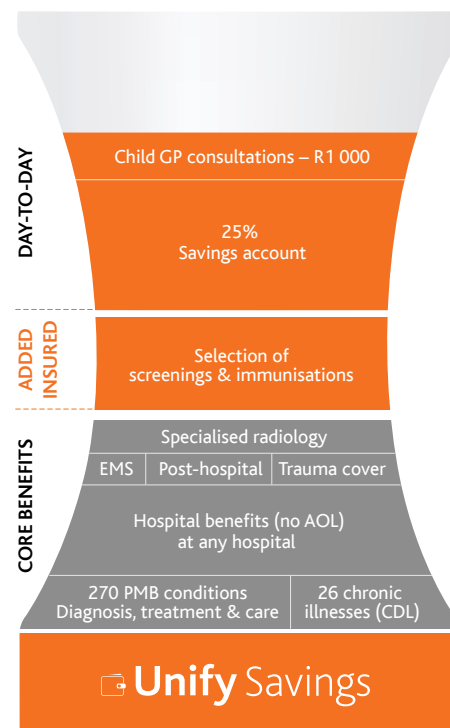 DAY-TO-DAY
Child GP consultations – R1 000
25%
Savings account
ADDED
INSURED
Selection of
screenings & immunisations
CORE BENEFITS
Specialised radiology
EMS
Post-hospital
Trauma cover
Hospital benefits (no AOL)
at any hospital
270 PMB conditions
Diagnosis, treatment & care
26 chronic
illnesses (CDL)
Unify Savings